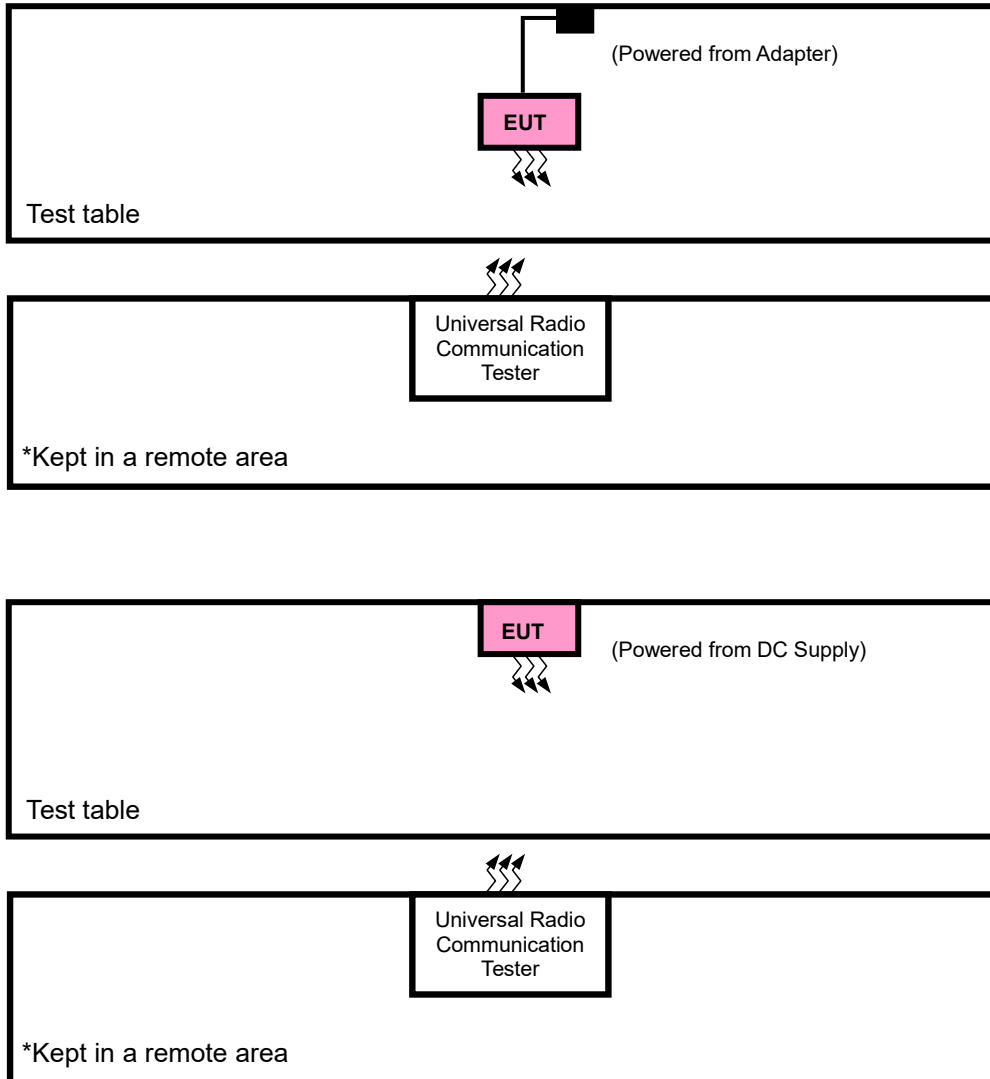 (Powered from Adapter)
EUT
Test table
Universal Radio
Communication
Tester
*Kept in a remote area
EUT
(Powered from DC Supply)
Test table
Universal Radio
Communication
Tester
*Kept in a remote area